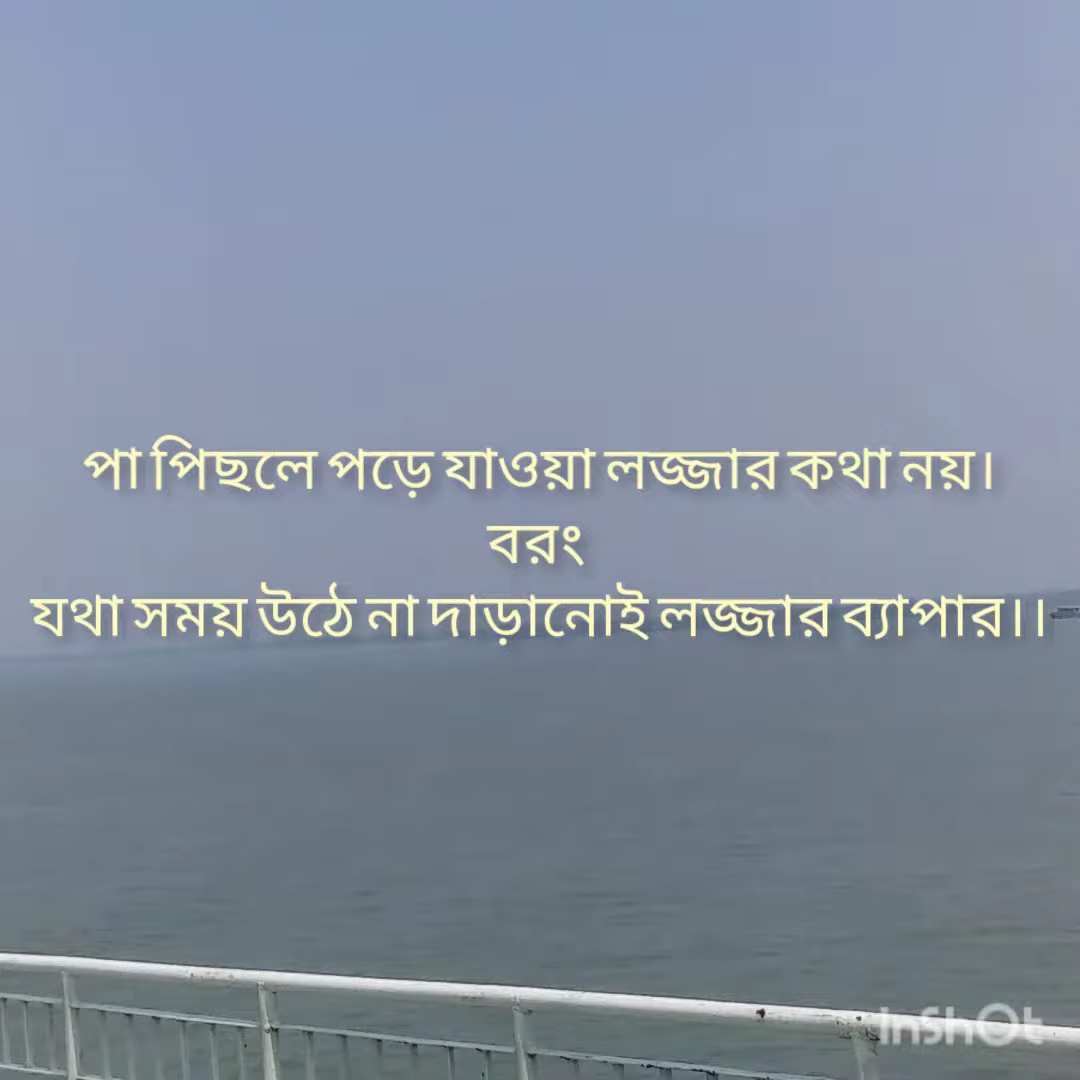 পা পিছলে পড়ে যাওয়া লজ্জার কথা নয়।
বরং
যথা সময় উঠে না দাড়ানোই লজ্জার ব্যাপার।।
InShOt